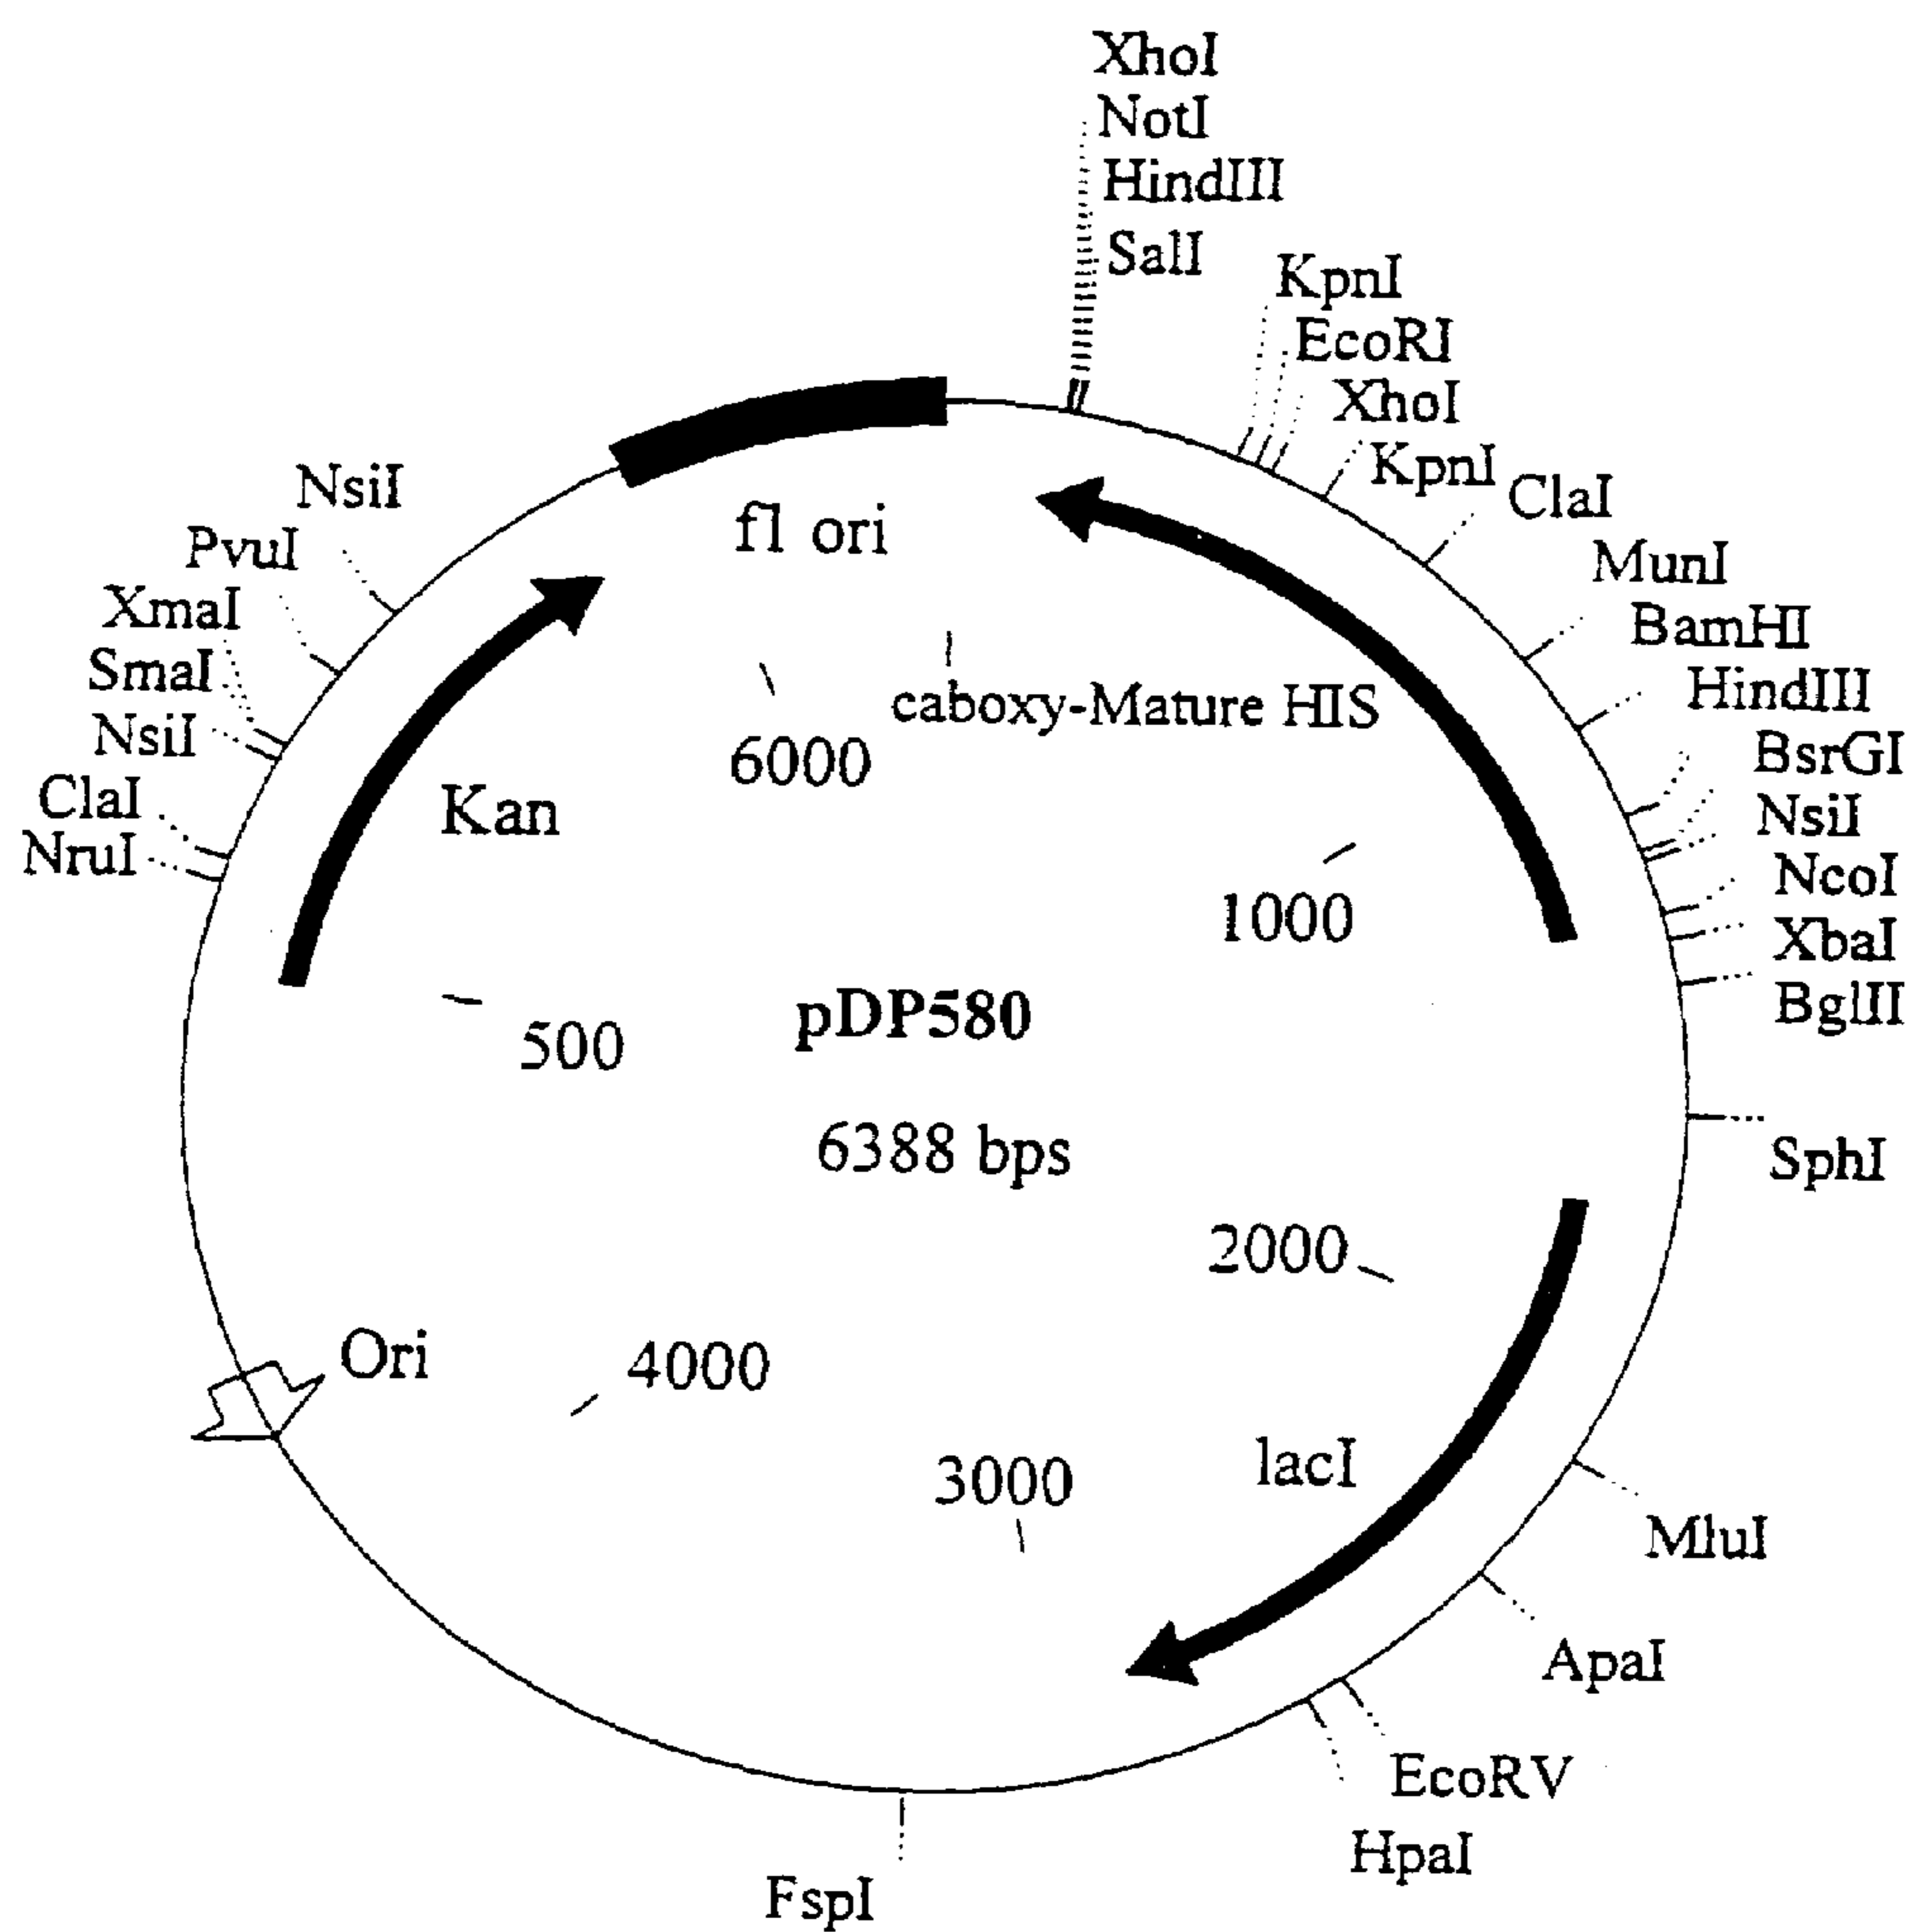 XhoI
NotI
HindIII
SalI
KpnI
EcoRI
XhoI
KpnI
ClaI
MunI
BamHI
HindIII
BsrGI
NsiI
NcoI
XbaI
BglII
SphI
MluI
ApaI
EcoRV
HpaI
FspI
NsiI
PvuI
XmaI
SmaI
NsiI
ClaI
NruI
f1 ori
caboxy-Mature HIS
6000
Kan
1000
500
pDP580
6388 bps
2000
Ori
4000
3000
lacI